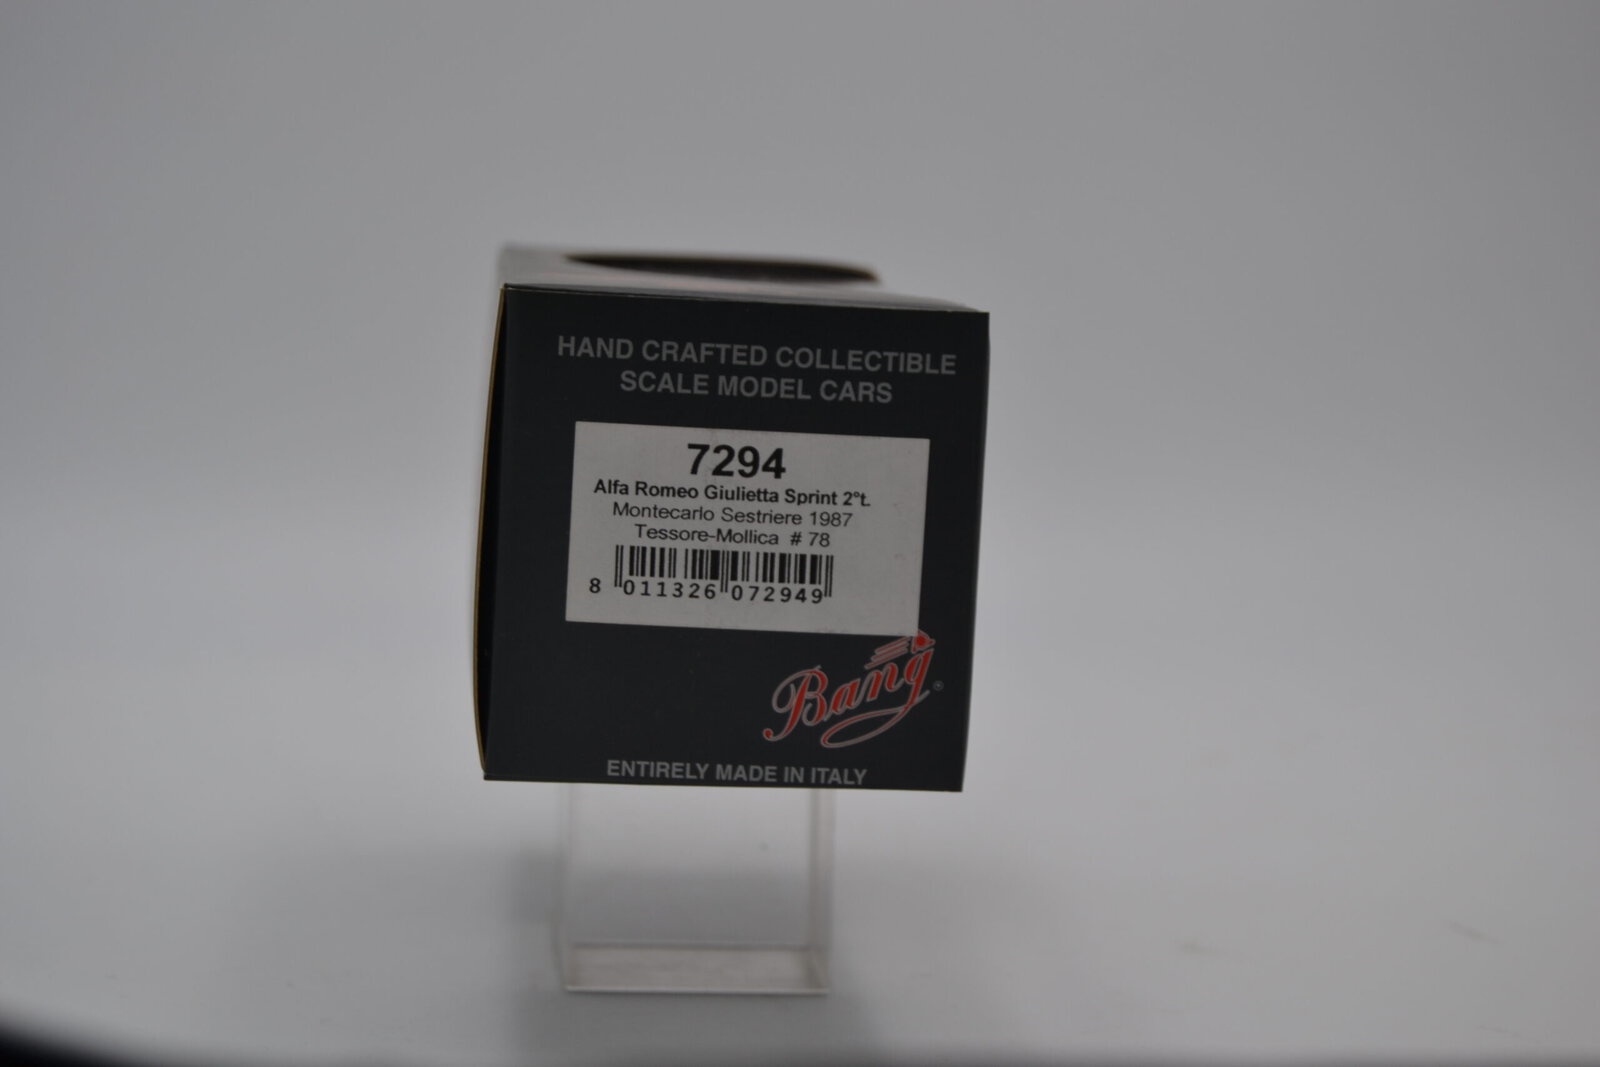 HAND CRAFTED COLLECTIBLE
SCALE MODEL CARS
7294
Alfa Romeo Giulietta Sprint 2°t.
Montecarlo Sestriere 1987
Tessore-Mollica # 78
8 011326 072949
Bang®
ENTIRELY MADE IN ITALY